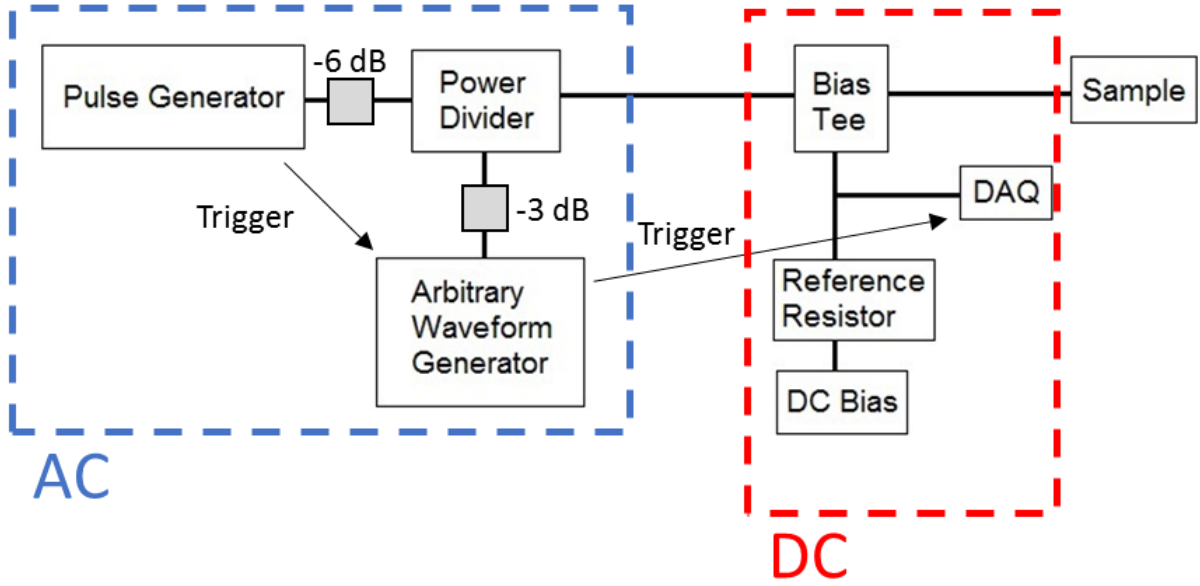 -6 dB
Pulse Generator
Power
Divider
Bias
Tee
Sample
Trigger
-3 dB
Trigger
DAQ
Arbitrary
Waveform
Generator
Reference
Resistor
DC Bias
AC
DC